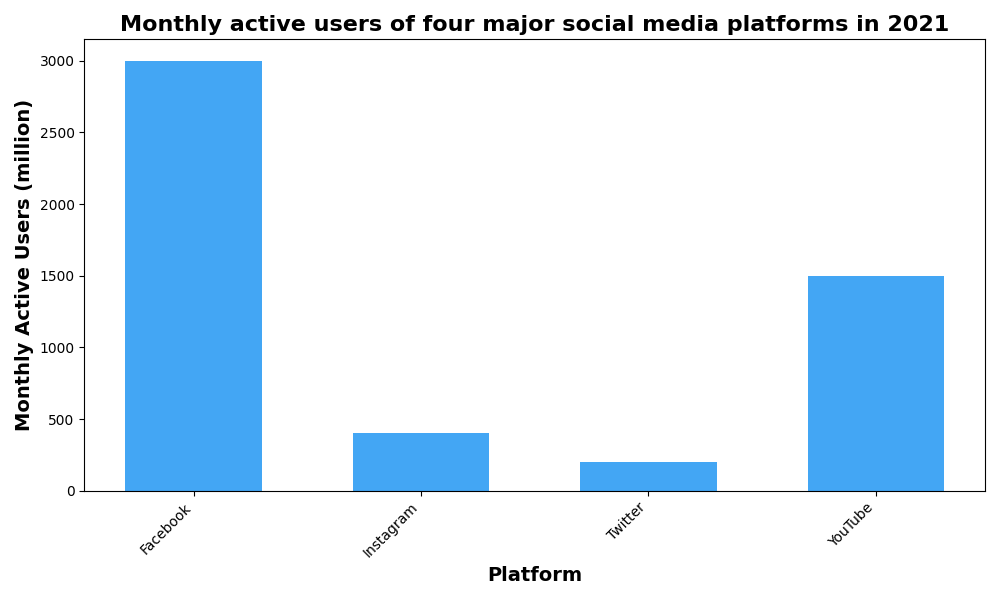 Monthly active users of four major social media platforms in 2021
Monthly Active Users (million)
3000
2500
2000
1500
1000
500
0
Facebook
Instagram
Twitter
YouTube
Platform